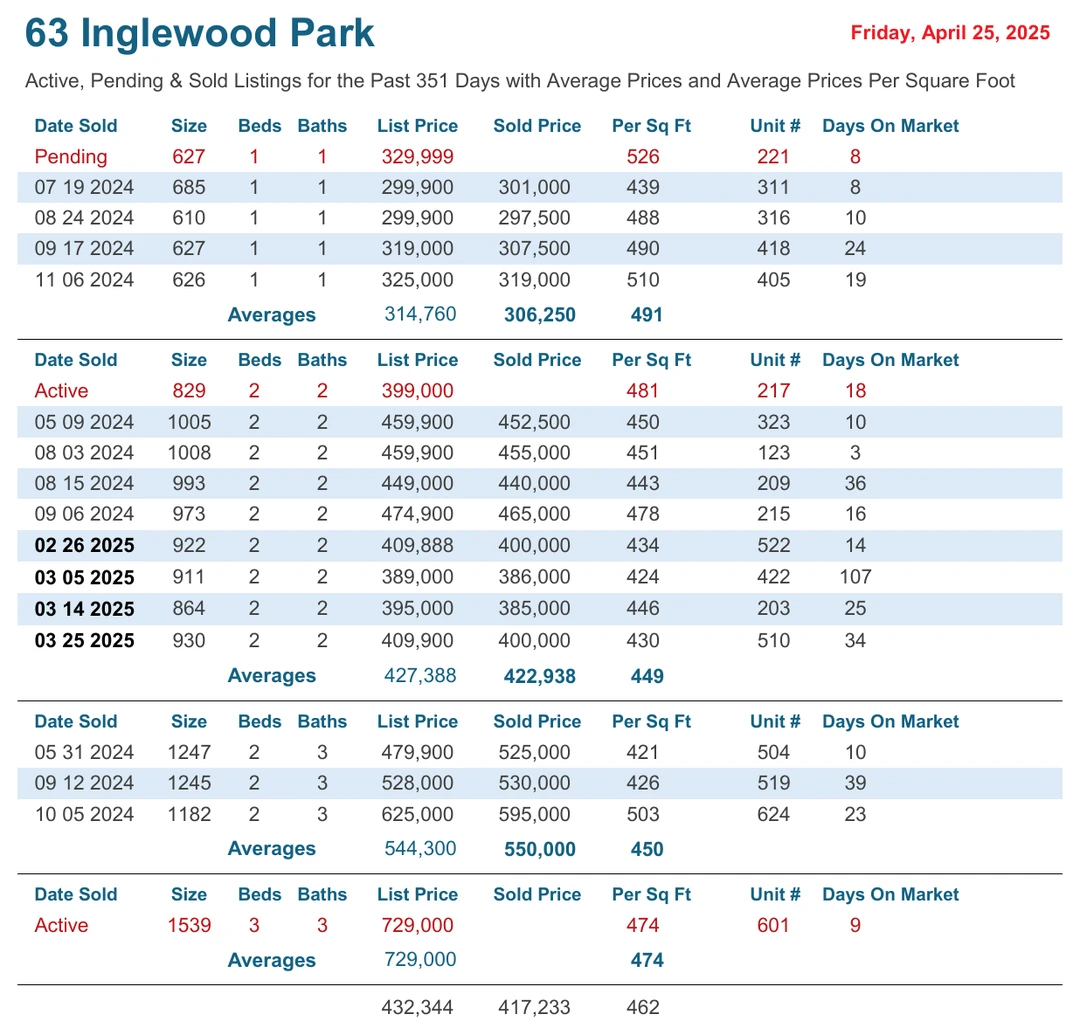 63 Inglewood Park
Friday, April 25, 2025
Active, Pending & Sold Listings for the Past 351 Days with Average Prices and Average Prices Per Square Foot
Date Sold Size Beds Baths List Price Sold Price Per Sq Ft Unit # Days On Market
Pending 627 1 1 329,999 526 221 8
07 19 2024 685 1 1 299,900 301,000 439 311 8
08 24 2024 610 1 1 299,900 297,500 488 316 10
09 17 2024 627 1 1 319,000 307,500 490 418 24
11 06 2024 626 1 1 325,000 319,000 510 405 19
Averages 314,760 306,250 491
Date Sold Size Beds Baths List Price Sold Price Per Sq Ft Unit # Days On Market
Active 829 2 2 399,000 481 217 18
05 09 2024 1005 2 2 459,900 452,500 450 323 10
08 03 2024 1008 2 2 459,900 455,000 451 123 3
08 15 2024 993 2 2 449,000 440,000 443 209 36
09 06 2024 973 2 2 474,900 465,000 478 215 16
02 26 2025 922 2 2 409,888 400,000 434 522 14
03 05 2025 911 2 2 389,000 386,000 424 422 107
03 14 2025 864 2 2 395,000 385,000 446 203 25
03 25 2025 930 2 2 409,900 400,000 430 510 34
Averages 427,388 422,938 449
Date Sold Size Beds Baths List Price Sold Price Per Sq Ft Unit # Days On Market
05 31 2024 1247 2 3 479,900 525,000 421 504 10
09 12 2024 1245 2 3 528,000 530,000 426 519 39
10 05 2024 1182 2 3 625,000 595,000 503 624 23
Averages 544,300 550,000 450
Date Sold Size Beds Baths List Price Sold Price Per Sq Ft Unit # Days On Market
Active 1539 3 3 729,000 474 601 9
Averages 729,000 474
432,344 417,233 462